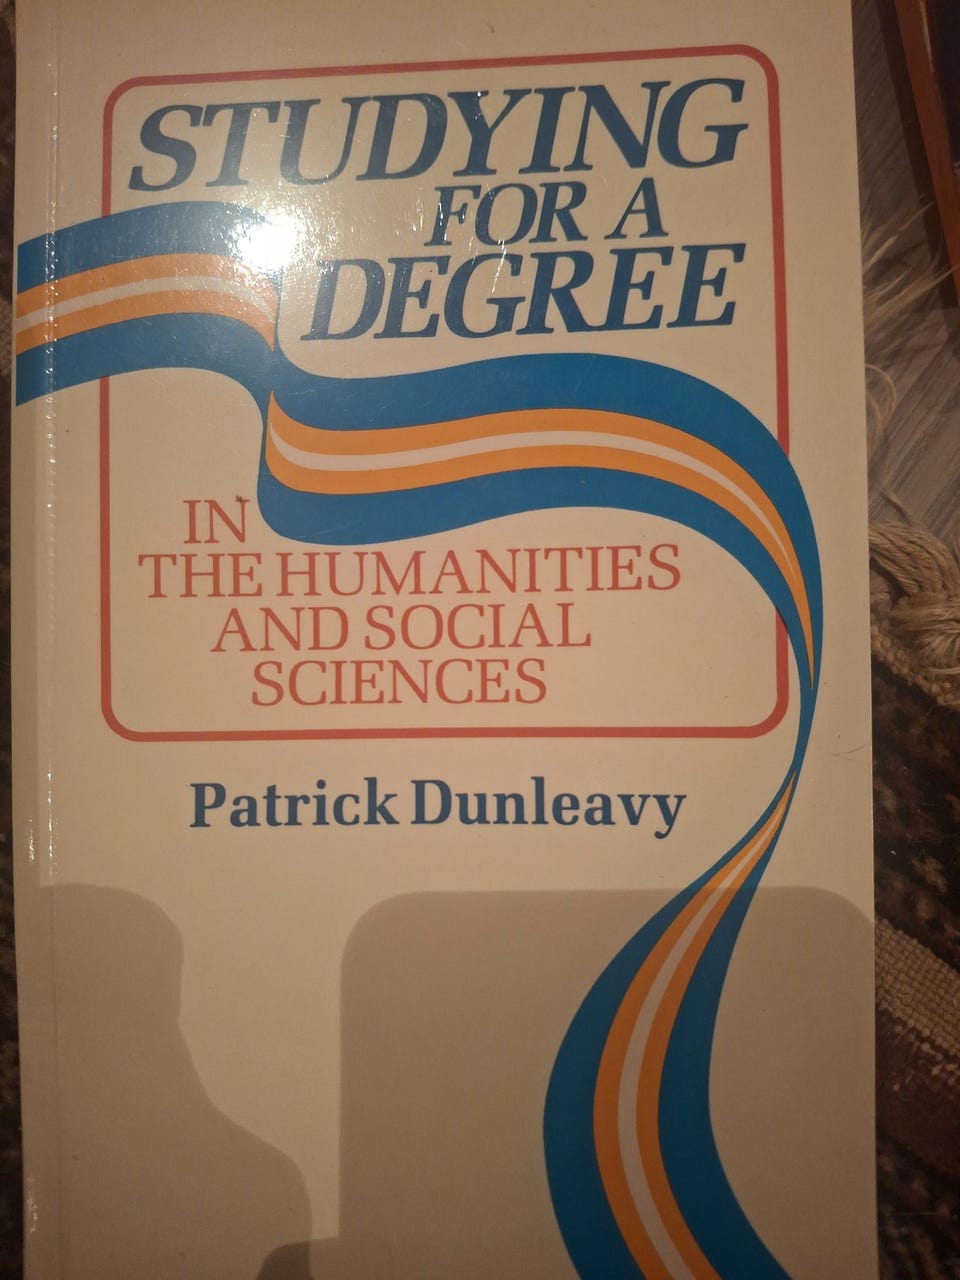 STUDYING
FOR A
DEGREE
IN
THE HUMANITIES
AND SOCIAL
SCIENCES
Patrick Dunleavy